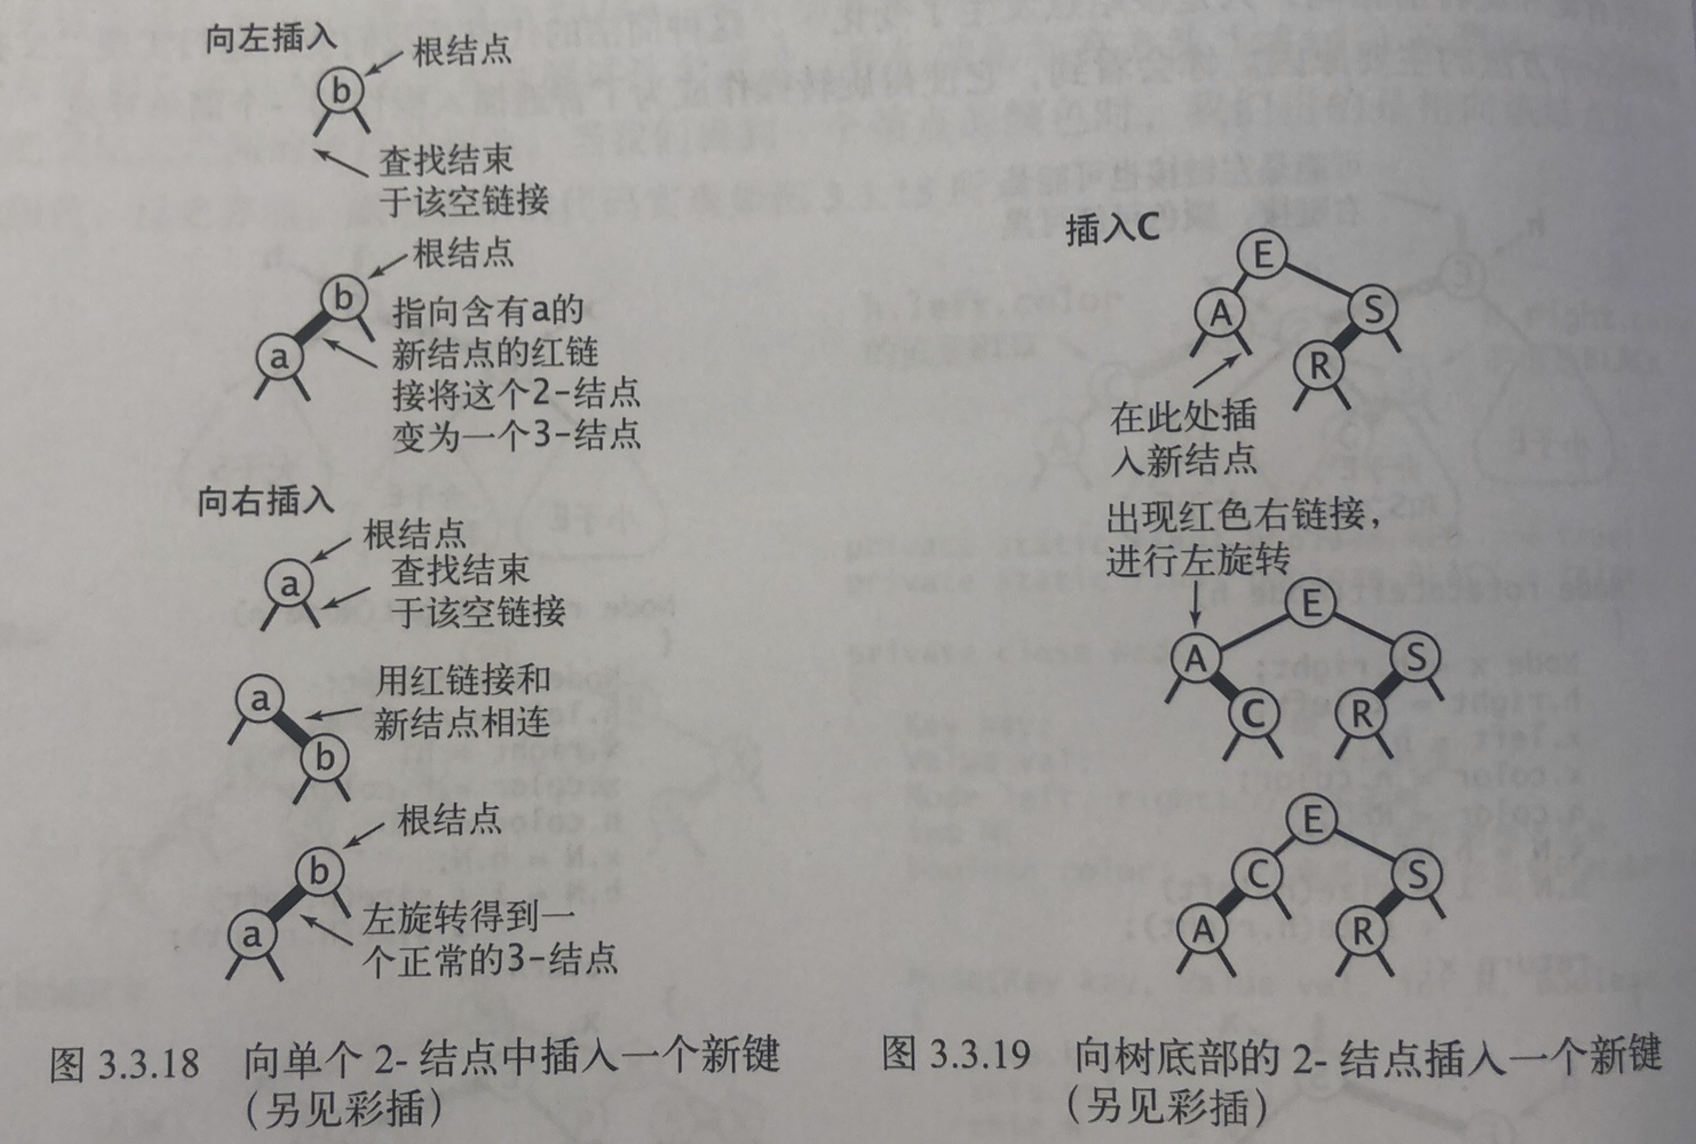 向左插入
根结点
b
查找结束
于该空链接
根结点
b
a
指向含有a的
新结点的红链
接将这个2-结点
变为一个3-结点
向右插入
根结点
a
查找结束
于该空链接
a
用红链接和
新结点相连
b
根结点
b
a
左旋转得到一
个正常的3-结点
图 3.3.18 向单个 2- 结点中插入一个新键
(另见彩插)
插入C
E
A
S
R
在此处插
入新结点
出现红色右链接，
进行左旋转
E
A
S
C
R
E
C
S
A
R
图 3.3.19 向树底部的 2- 结点插入一个新键
(另见彩插)